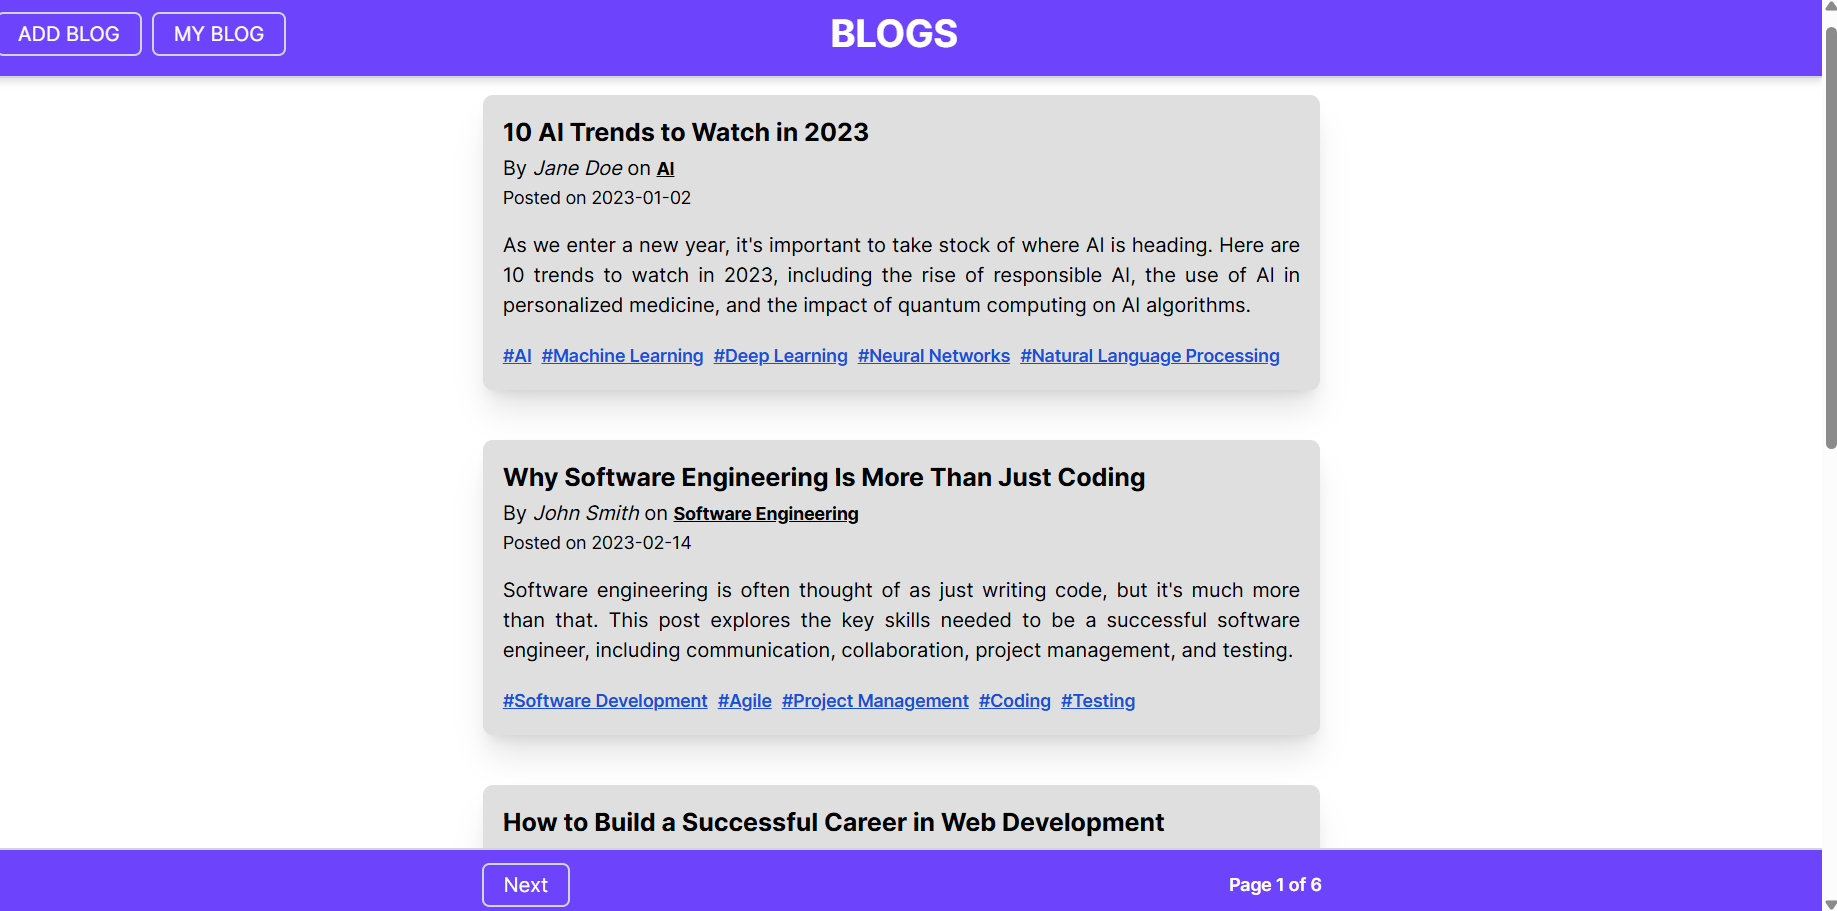 ADD BLOG MY BLOG BLOGS
10 AI Trends to Watch in 2023
By Jane Doe on AI
Posted on 2023-01-02
As we enter a new year, it's important to take stock of where AI is heading. Here are
10 trends to watch in 2023, including the rise of responsible AI, the use of AI in
personalized medicine, and the impact of quantum computing on AI algorithms.
#AI #Machine Learning #Deep Learning #Neural Networks #Natural Language Processing
Why Software Engineering Is More Than Just Coding
By John Smith on Software Engineering
Posted on 2023-02-14
Software engineering is often thought of as just writing code, but it's much more
than that. This post explores the key skills needed to be a successful software
engineer, including communication, collaboration, project management, and testing.
#Software Development #Agile #Project Management #Coding #Testing
How to Build a Successful Career in Web Development
Next Page 1 of 6